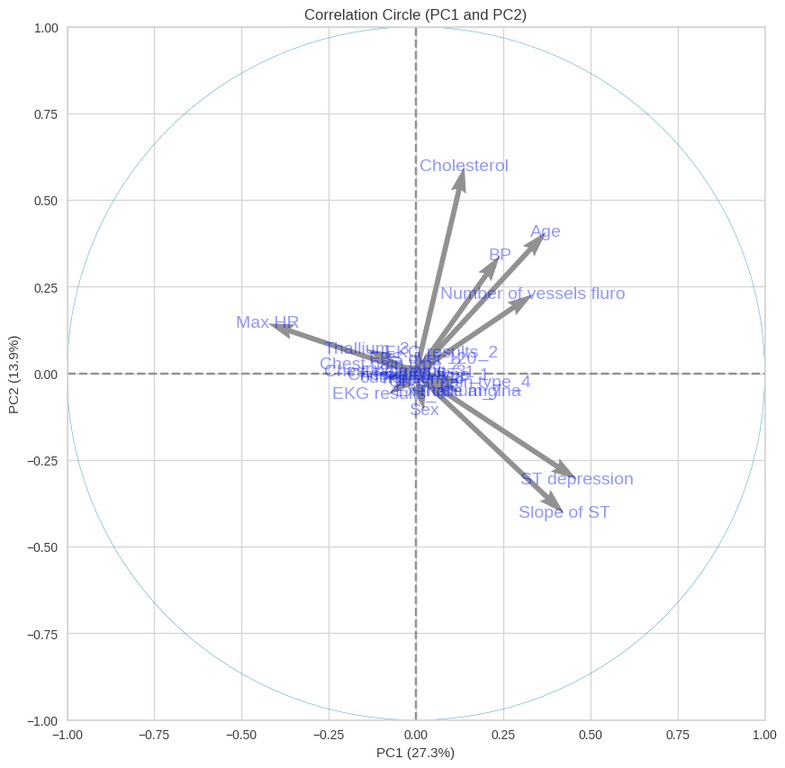 Correlation Circle (PC1 and PC2)
1.00
0.75
0.50
0.25
0.00
−0.25
−0.50
−0.75
−1.00
PC2 (13.9%)
Cholesterol
Age
BP
Number of vessels fluro
Max HR
Thallium_3
EKG results_2
EKG results
Sex
ST depression
Slope of ST
−1.00
−0.75
−0.50
−0.25
0.00
0.25
0.50
0.75
1.00
PC1 (27.3%)